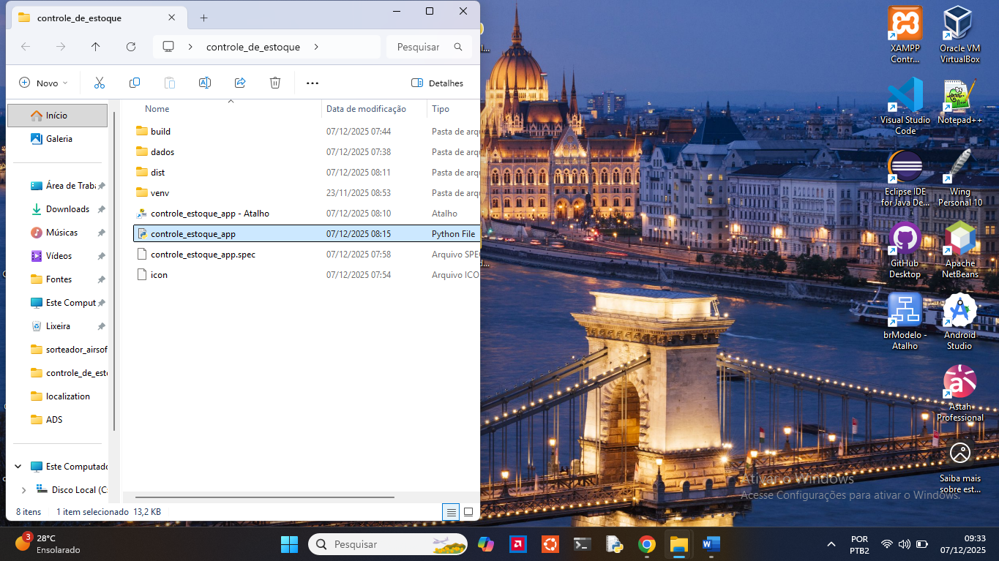 controle_de_estoque
controle_de_estoque
Pesquisar
Novo
Detalhes
Início
Galeria
Área de Trab
Downloads
Músicas
Vídeos
Fontes
Este Comput
Lixeira
sorteador_airsof
controle_de_esto
localization
ADS
Este Computado
Disco Local (C:
Nome
Data de modificação
Tipo
build
07/12/2025 07:44
Pasta de arqu
dados
07/12/2025 07:38
Pasta de arqu
dist
07/12/2025 08:11
Pasta de arqu
venv
23/11/2025 08:53
Pasta de arqu
controle_estoque_app - Atalho
07/12/2025 08:10
Atalho
controle_estoque_app
07/12/2025 08:15
Python File
controle_estoque_app.spec
07/12/2025 07:58
Arquivo SPEC
icon
07/12/2025 07:54
Arquivo ICO
8 itens
1 item selecionado 13,2 KB
XAMPP
Contr...
Oracle VM
VirtualBox
Visual Studio
Code
Notepad++
Eclipse IDE
for Java De...
Wing
Personal 10
GitHub
Desktop
Apache
NetBeans
brModelo -
Atalho
Android
Studio
Astah
Professional
Saiba mais
sobre est...
Ativar o Windows
Acesse Configurações para ativar o Windows.
3
28°C
Ensolarado
Pesquisar
POR
PTB2
09:33
07/12/2025